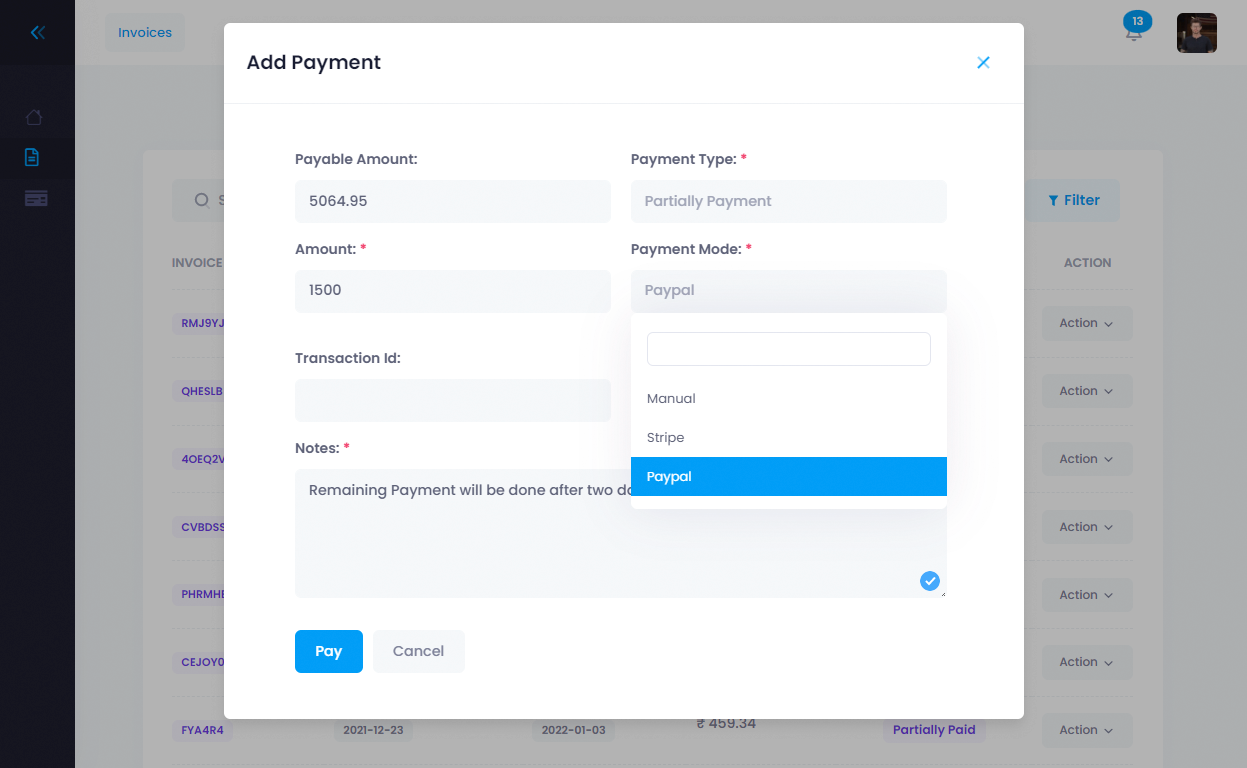 Invoices
13
Add Payment
Payable Amount:
Payment Type: *
5064.95
Partially Payment
Filter
Amount: *
Payment Mode: *
INVOICE
ACTION
1500
Paypal
RMJ9YJ
Action
Transaction Id:
Manual
QHESLB
Action
Stripe
Notes: *
4OEQ2V
Action
Paypal
Remaining Payment will be done after two
CVBDSS
Action
PHRMHE
Action
Pay
Cancel
CEJOY0
Action
FYA4R4
2021-12-23
2022-01-03
₹ 459.34
Partially Paid
Action